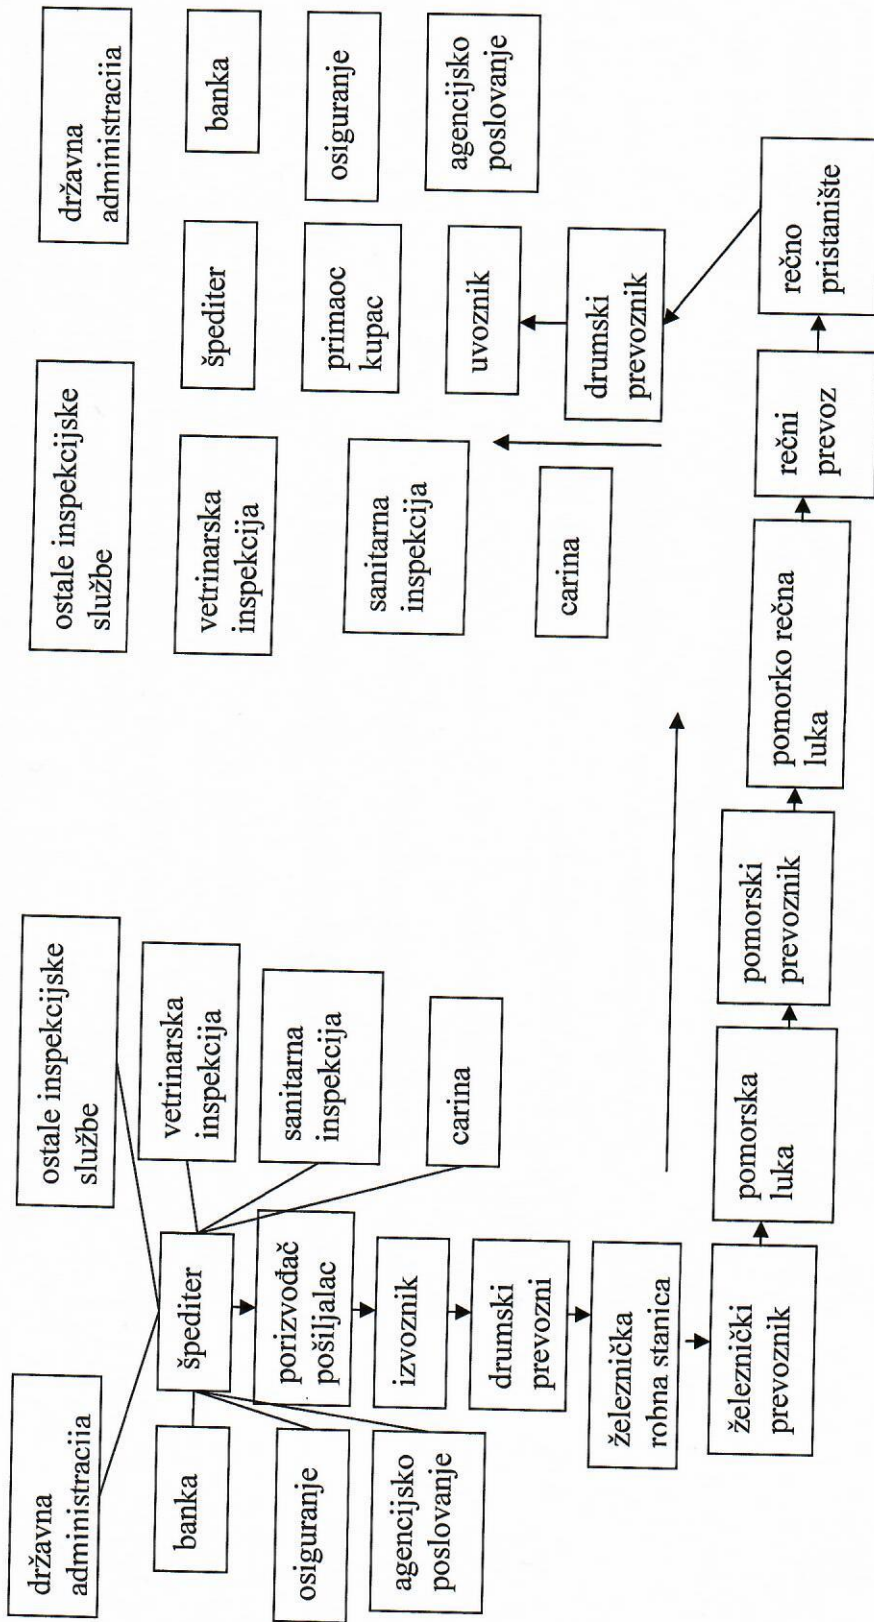 državna
administracija
ostale inspekcijske
službe
banka
špediter
vetrinarska
inspekcija
osiguranje
porizvođač
pošiljalac
sanitarna
inspekcija
agencijsko
poslovanje
izvoznik
carina
drumski
prevozni
železnička
robna stanica
železnički
prevoznik
pomorska
luka
pomorski
prevoznik
pomorko rečna
luka
rečni
prevoz
rečno
pristanište
ostale inspekcijske
službe
državna
administracija
vetrinarska
inspekcija
špediter
banka
sanitarna
inspekcija
primaoc
kupac
osiguranje
uvoznik
agencijsko
poslovanje
carina
drumski
prevoznik